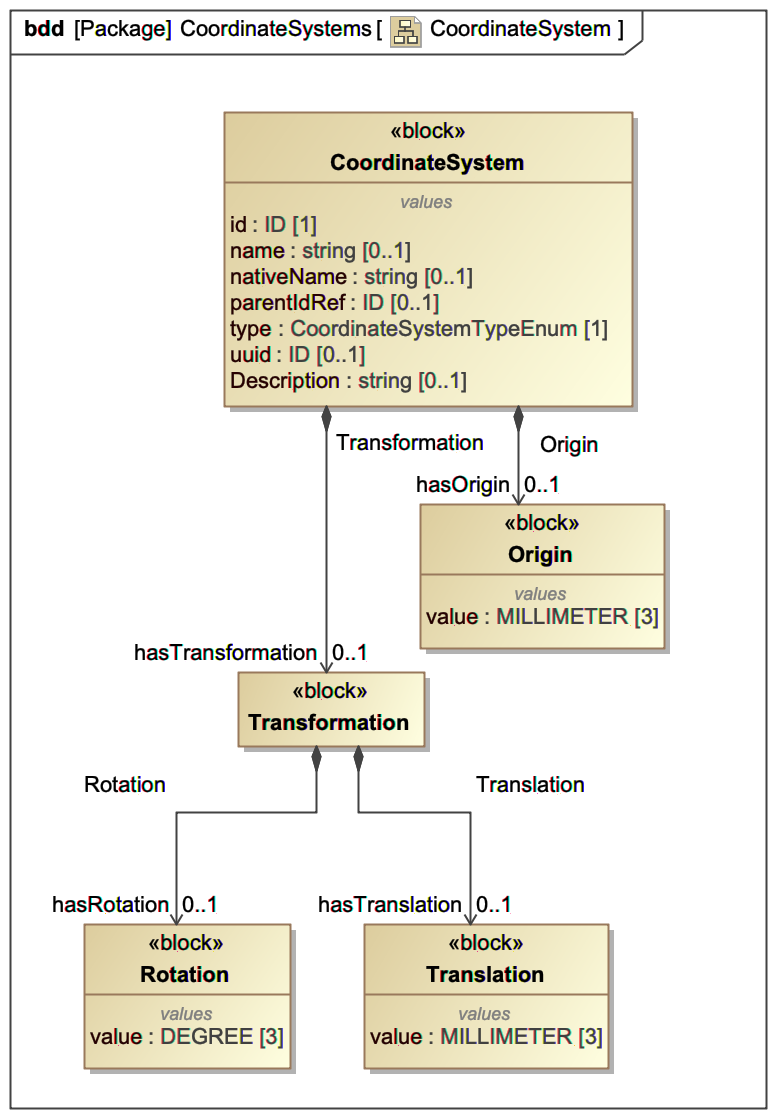 bdd [Package] CoordinateSystems [ CoordinateSystem ]
«block»
CoordinateSystem
values
id : ID [1]
name : string [0..1]
nativeName : string [0..1]
parentIdRef : ID [0..1]
type : CoordinateSystemTypeEnum [1]
uuid : ID [0..1]
Description : string [0..1]
Transformation
Origin
hasOrigin 0..1
«block»
Origin
values
value : MILLIMETER [3]
hasTransformation 0..1
«block»
Transformation
Rotation
Translation
hasRotation 0..1
hasTranslation 0..1
«block»
Rotation
values
value : DEGREE [3]
«block»
Translation
values
value : MILLIMETER [3]